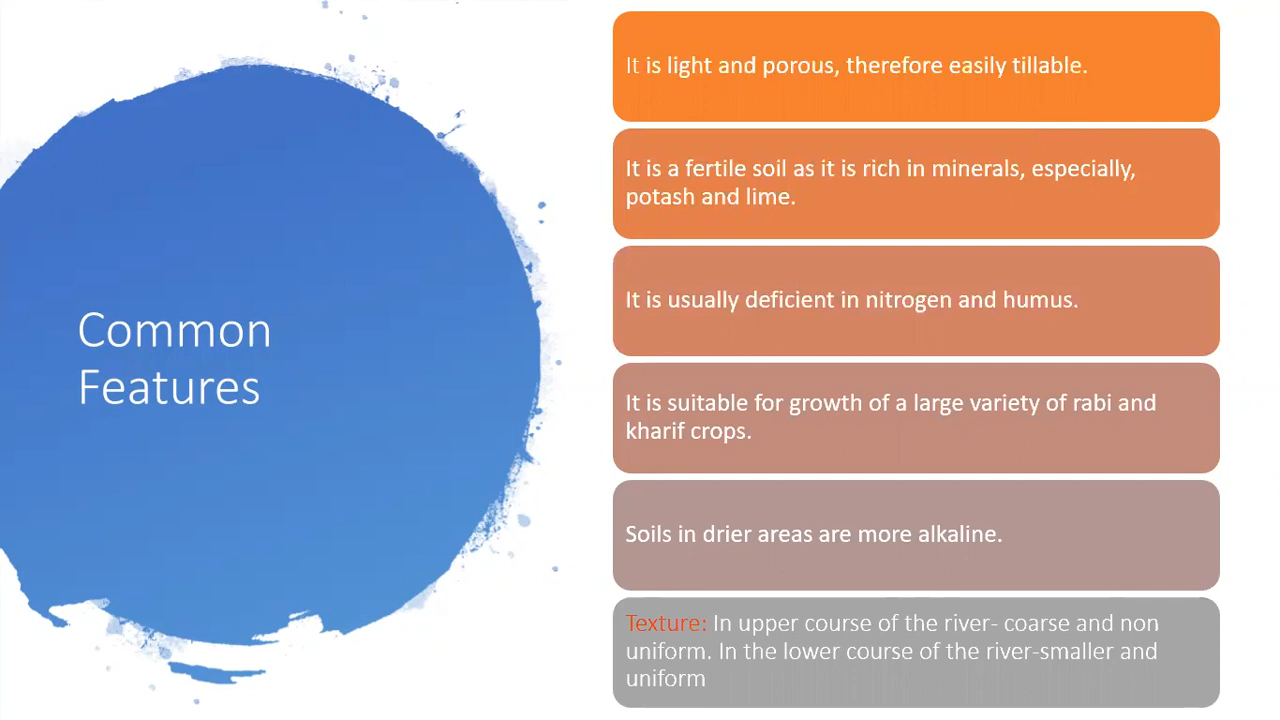 Common
Features
It is light and porous, therefore easily tillable.
It is a fertile soil as it is rich in minerals, especially,
potash and lime.
It is usually deficient in nitrogen and humus.
It is suitable for growth of a large variety of rabi and
kharif crops.
Soils in drier areas are more alkaline.
Texture: In upper course of the river- coarse and non
uniform. In the lower course of the river-smaller and
uniform